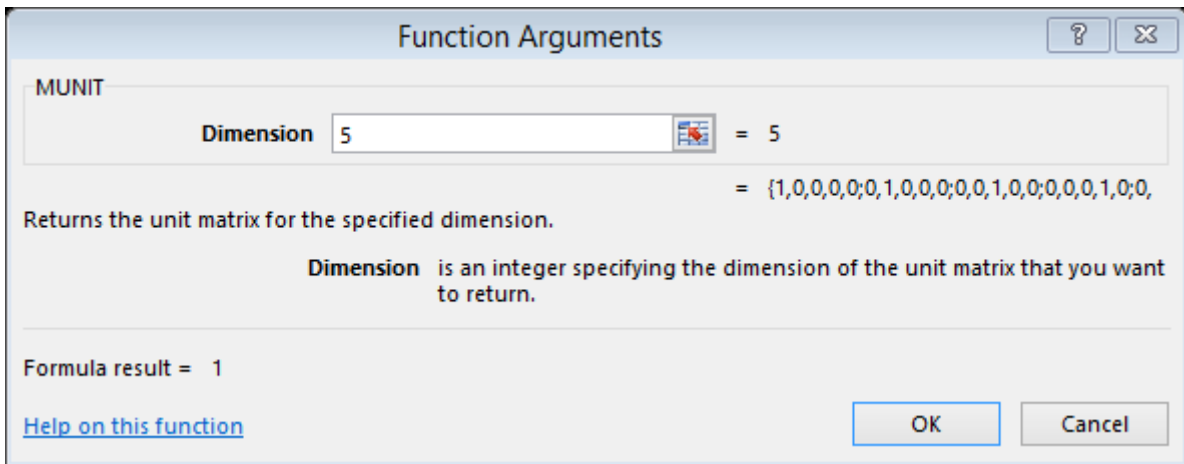 Function Arguments
MUNIT
Dimension 5 = 5
= {1,0,0,0,0;0,1,0,0,0;0,0,1,0,0;0,0,0,1,0;0,
Returns the unit matrix for the specified dimension.
Dimension is an integer specifying the dimension of the unit matrix that you want
to return.
Formula result = 1
Help on this function
OK Cancel